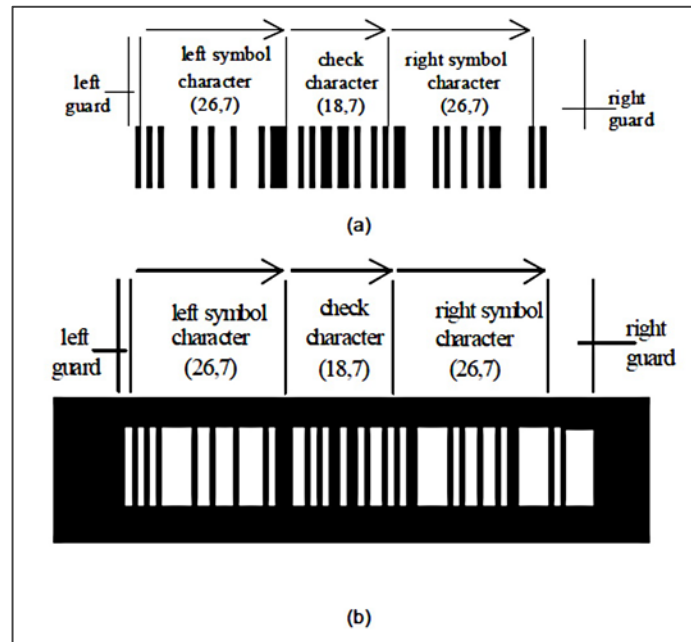 left symbol
character
(26,7)
check
character
(18,7)
right symbol
character
(26,7)
left
guard
right
guard
(a)
left symbol
character
(26,7)
check
character
(18,7)
right symbol
character
(26,7)
left
guard
right
guard
(b)